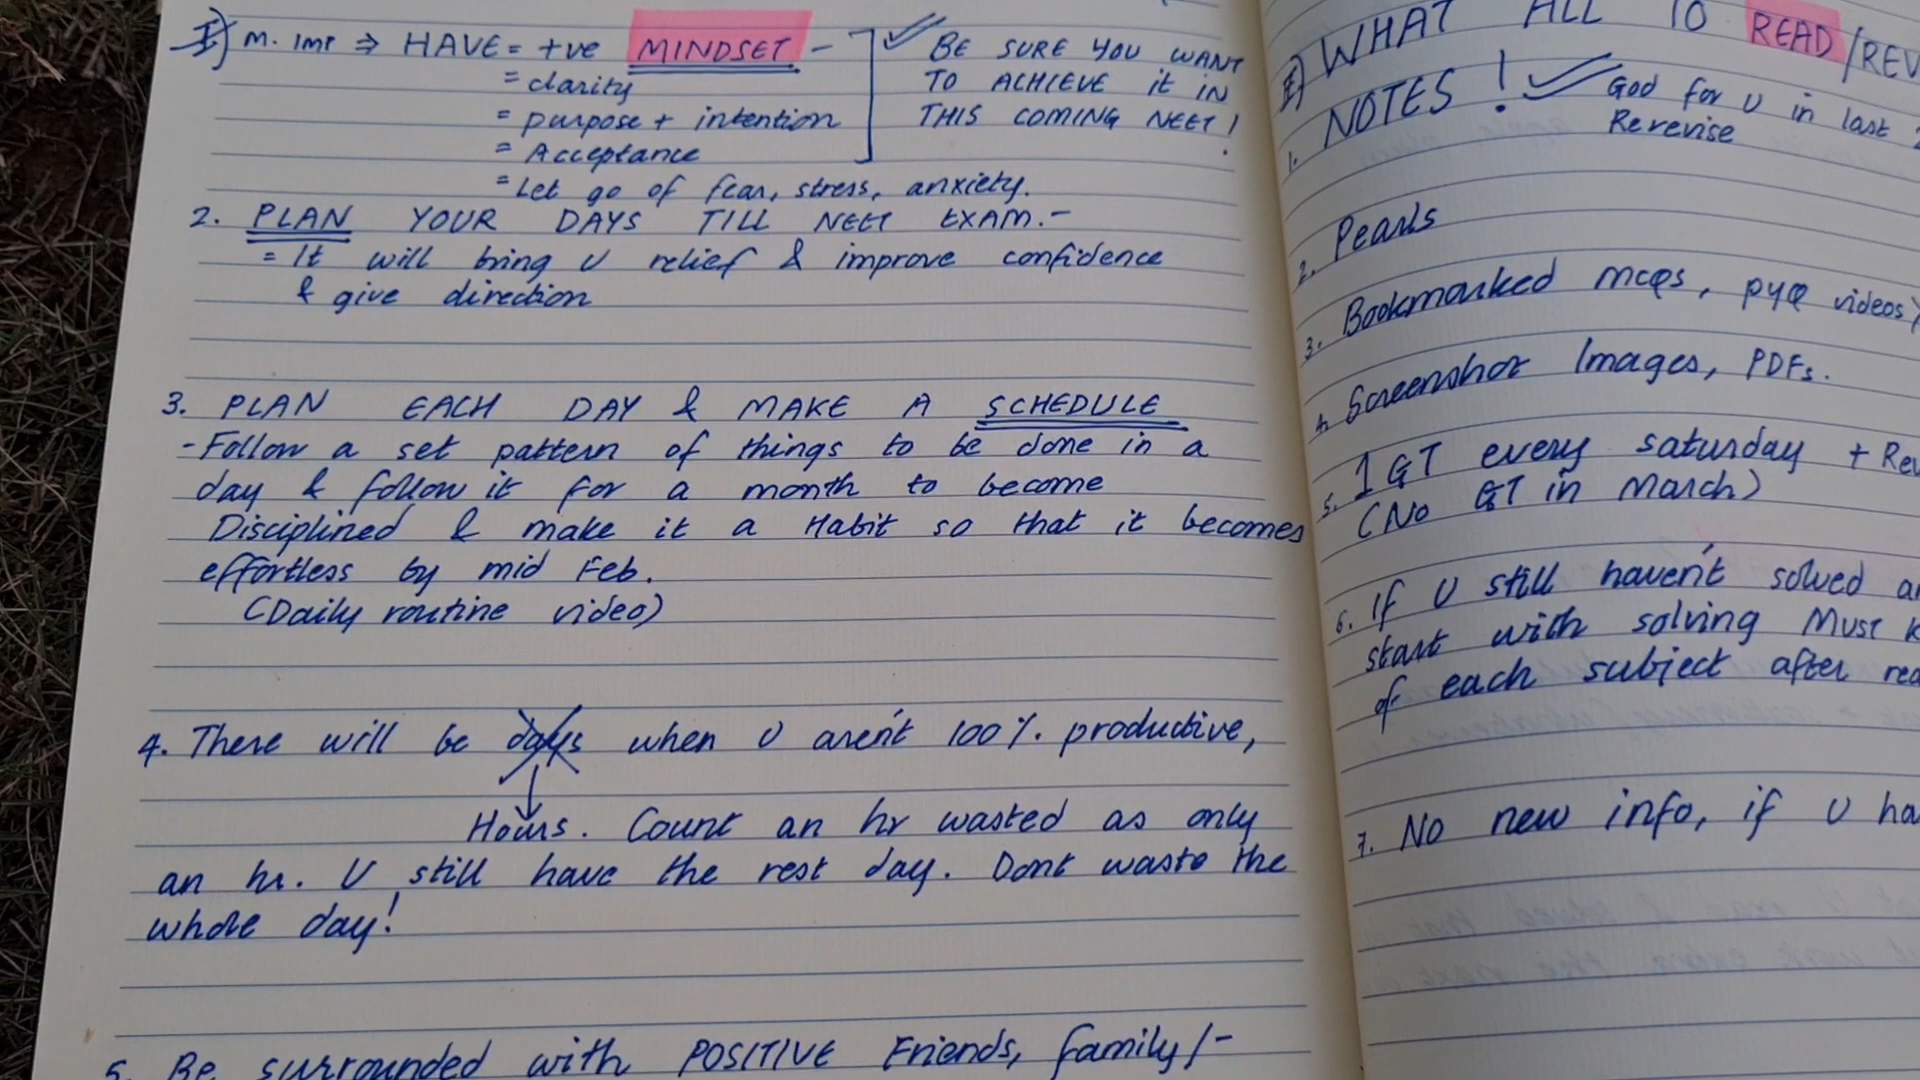 I) M. Imp ⇒ HAVE = +ve MINDSET -
= clarity
= purpose + intention
= Acceptance
= Let go of fear, stress, anxiety.
BE SURE YOU WANT
TO ACHIEVE it IN
THIS COMING NEET!
2. PLAN YOUR DAYS TILL NEET EXAM.-
= It will bring U relief & improve confidence
& give direction
3. PLAN EACH DAY & MAKE A SCHEDULE
- Follow a set pattern of things to be done in a
day & follow it for a month to become
Disciplined & make it a Habit so that it becomes
effortless by mid Feb.
(Daily routine video)
4. There will be days when U aren't 100%. productive,
Hours. Count an hr wasted as only
an hr. U still have the rest day. Dont waste the
whole day!
5. Be surrounded with POSITIVE Friends, family/-
II) WHAT ALL TO READ/REV
1. NOTES! God for U in last
Rerevise
2. Pearls
3. Bookmarked mcqs, pyq videos
4. Screenshot Images, PDFs.
5. 1 GT every saturday + Rev
(No GT in March)
6. If U still haven't solved
start with solving Must
of each subject after
7. No new info, if U